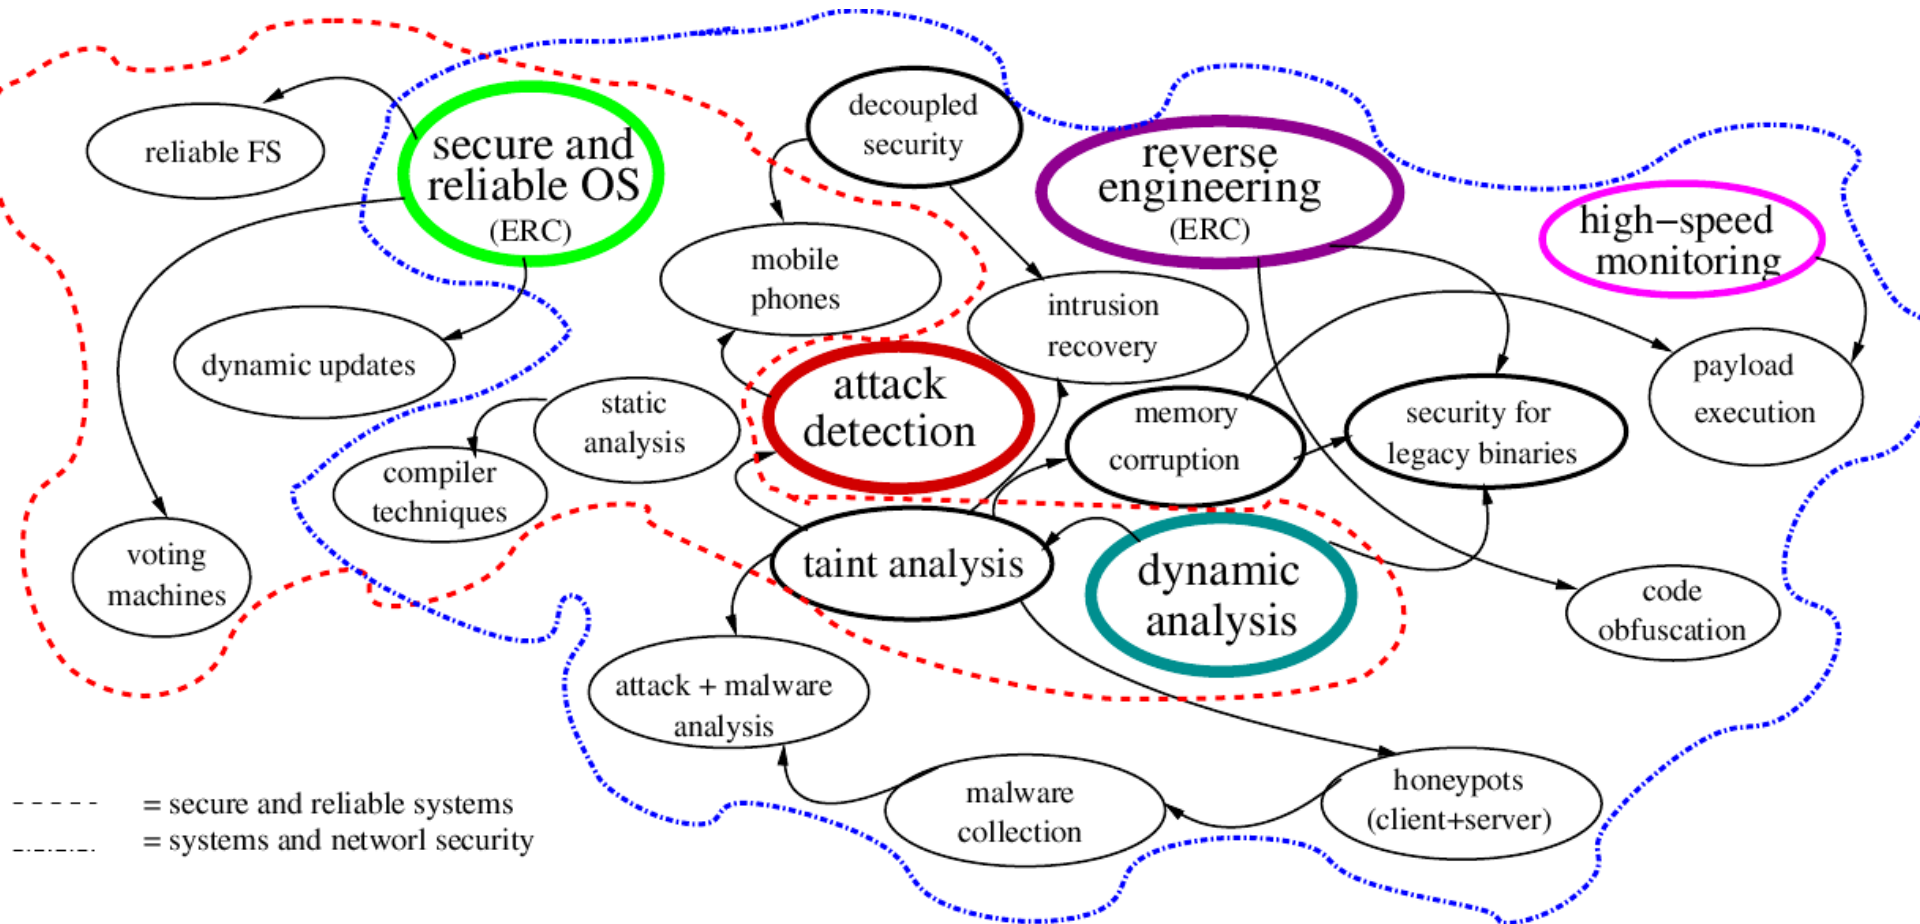 decoupled
security
reliable FS
secure and
reliable OS
(ERC)
reverse
engineering
(ERC)
high-speed
monitoring
mobile
phones
intrusion
recovery
dynamic updates
attack
detection
static
analysis
memory
corruption
security for
legacy binaries
payload
execution
compiler
techniques
voting
machines
taint analysis
dynamic
analysis
code
obfuscation
attack + malware
analysis
malware
collection
honeypots
(client+server)
= secure and reliable systems
= systems and networl security